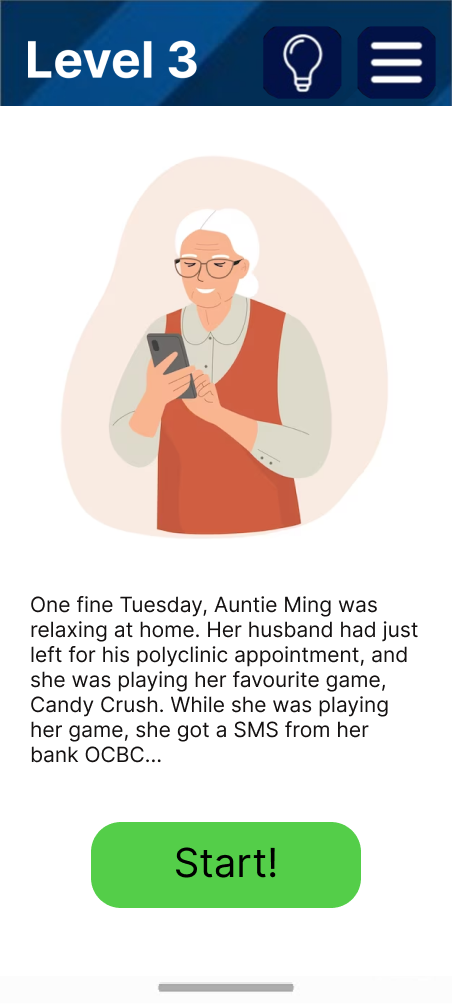 Level 3
One fine Tuesday, Auntie Ming was
relaxing at home. Her husband had just
left for his polyclinic appointment, and
she was playing her favourite game,
Candy Crush. While she was playing
her game, she got a SMS from her
bank OCBC...
Start!